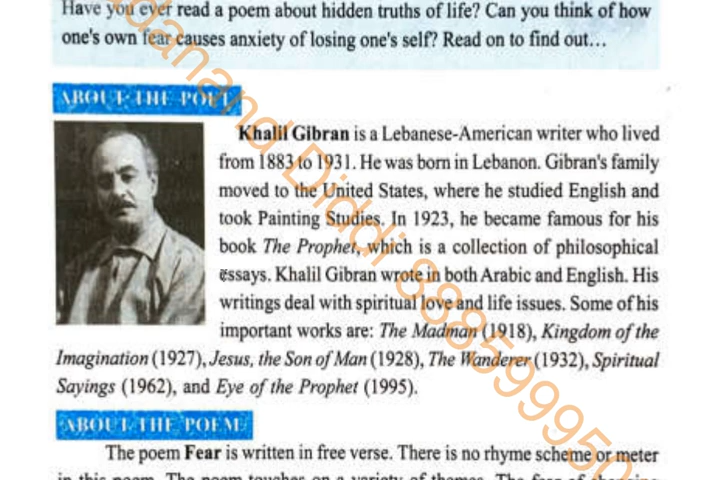 Have you ever read a poem about hidden truths of life? Can you think of how
one's own fear causes anxiety of losing one's self? Read on to find out...
ABOUT THE POET
Khalil Gibran is a Lebanese-American writer who lived
from 1883 to 1931. He was born in Lebanon. Gibran's family
moved to the United States, where he studied English and
took Painting Studies. In 1923, he became famous for his
book The Prophet, which is a collection of philosophical
essays. Khalil Gibran wrote in both Arabic and English. His
writings deal with spiritual love and life issues. Some of his
important works are: The Madman (1918), Kingdom of the
Imagination (1927), Jesus, the Son of Man (1928), The Wanderer (1932), Spiritual
Sayings (1962), and Eye of the Prophet (1995).
ABOUT THE POEM
The poem Fear is written in free verse. There is no rhyme scheme or meter
in this poem. The poem touches on a variety of themes. The fear of changing